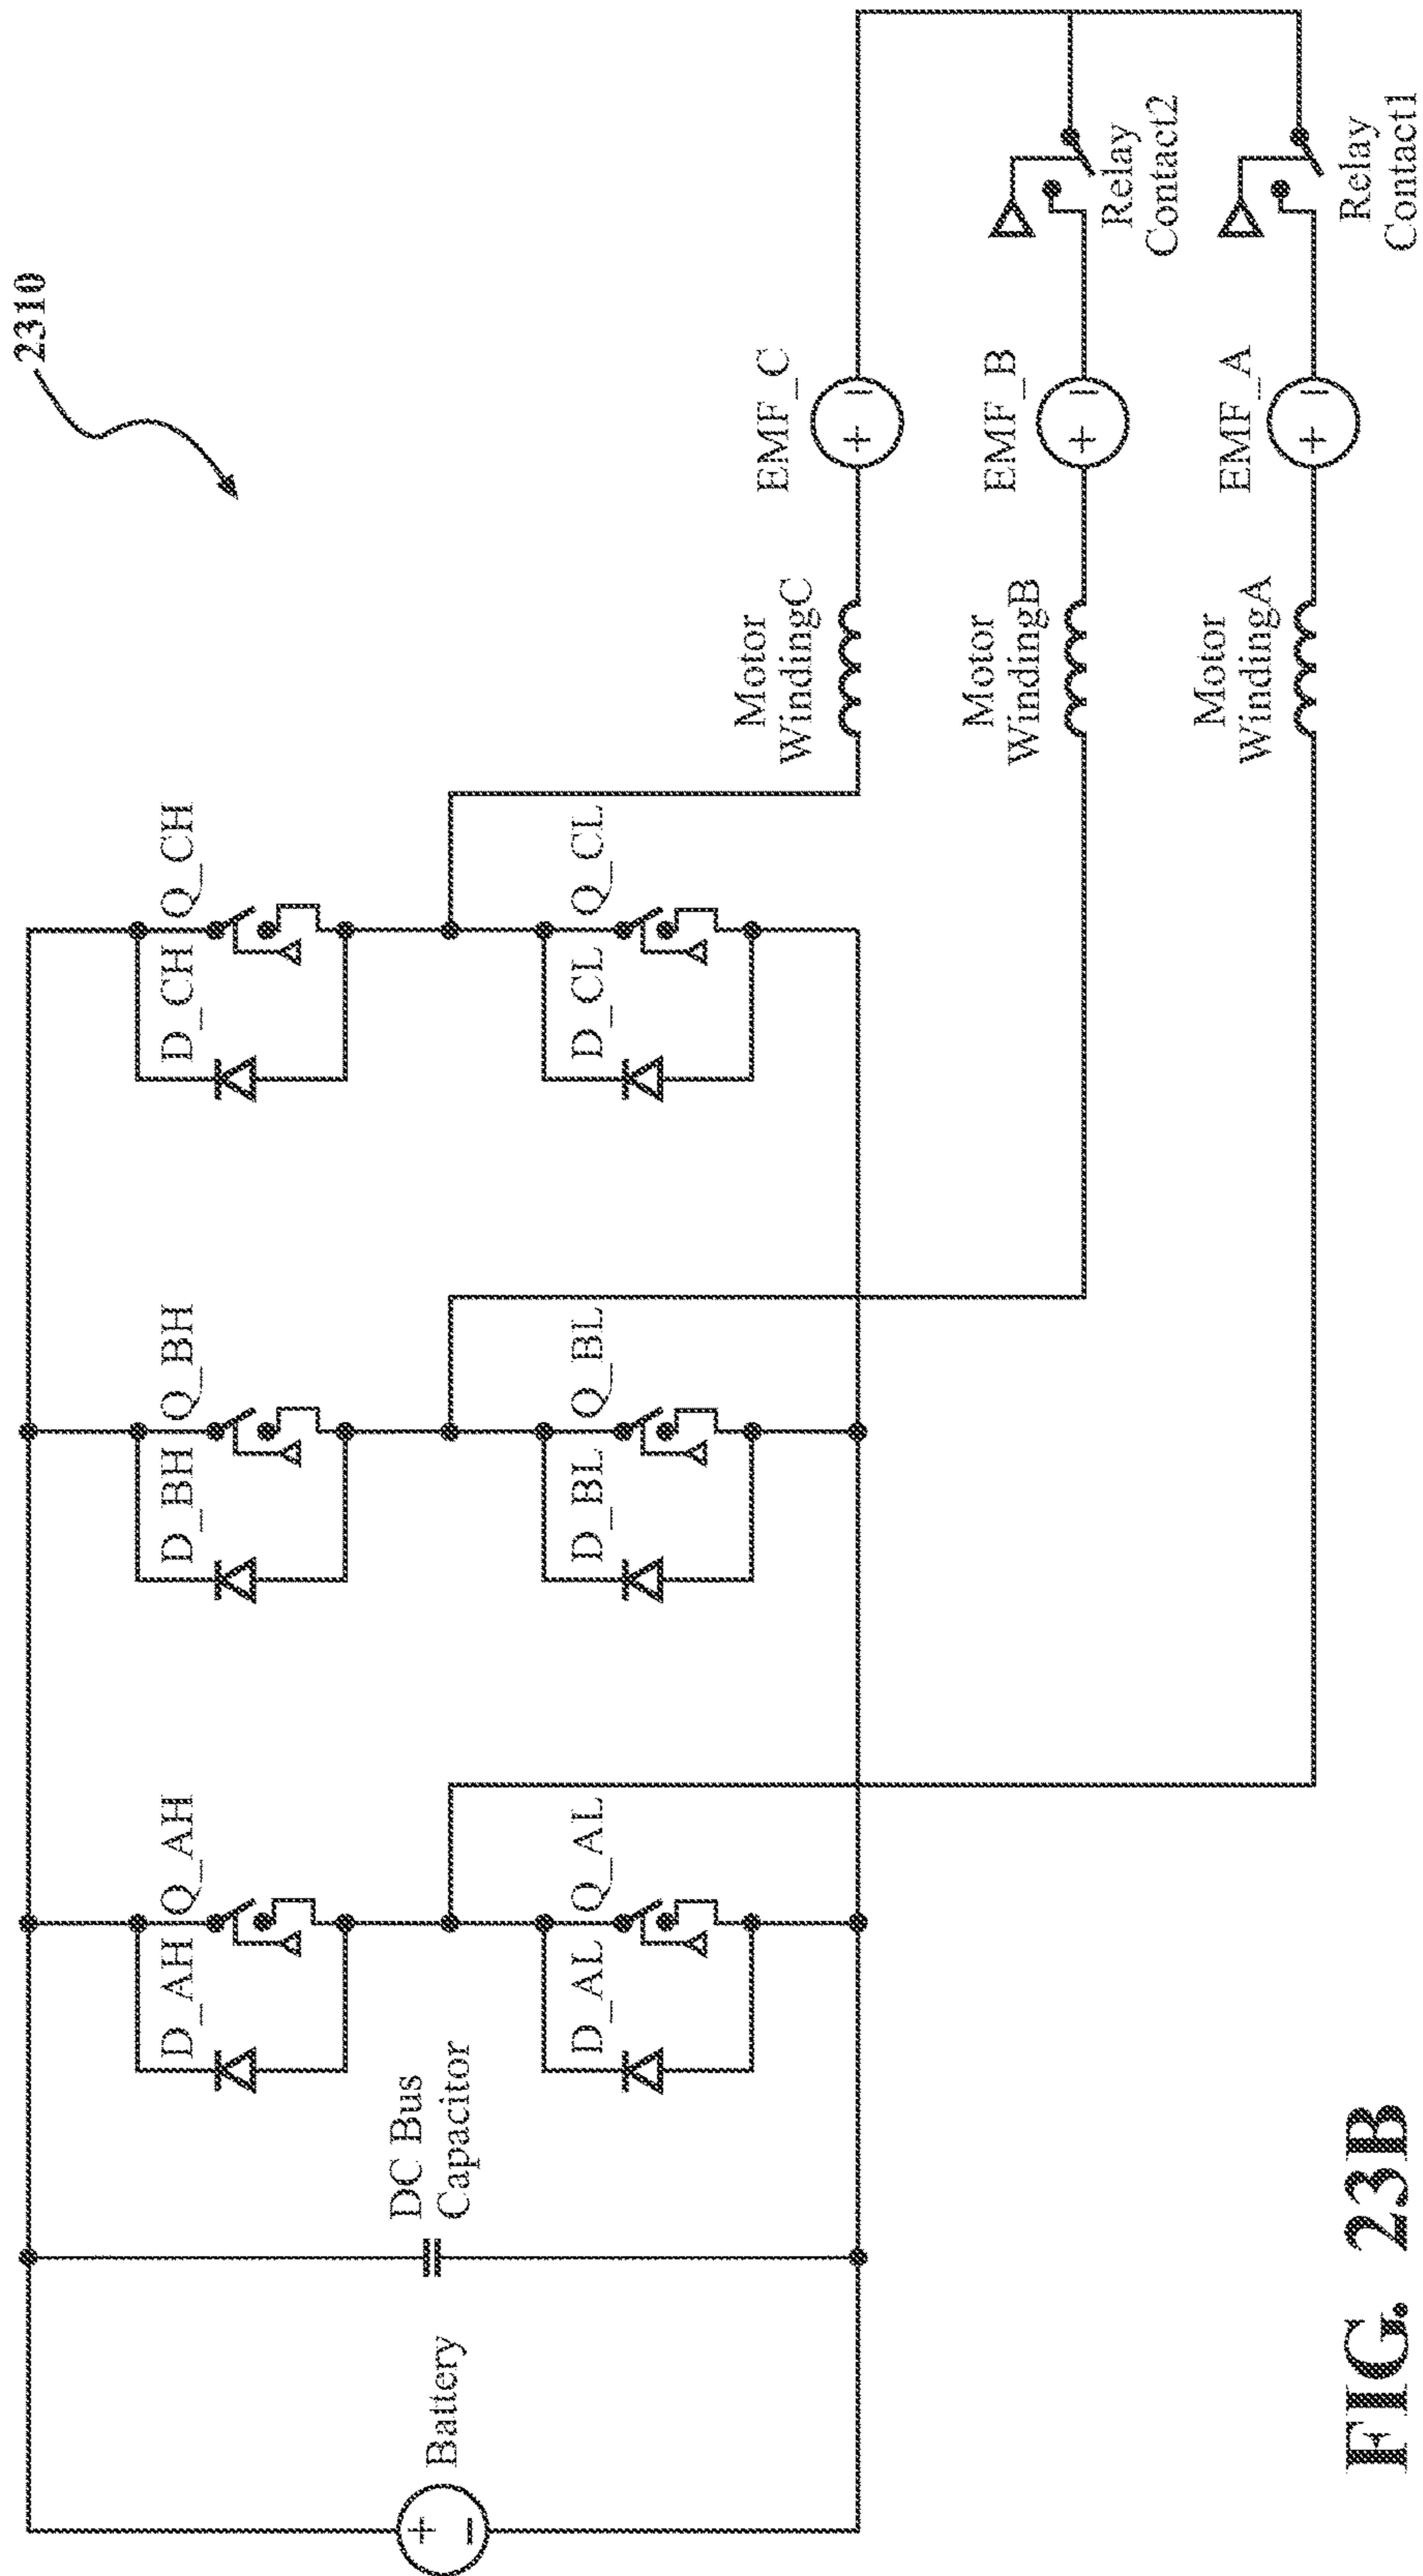 2310
Battery
DC Bus
Capacitor
D_AH
Q_AH
D_AL
Q_AL
D_BH
Q_BH
D_BL
Q_BL
D_CH
Q_CH
D_CL
Q_CL
Motor
WindingC
EMF_C
+ −
Motor
WindingB
EMF_B
+ −
Relay
Contact2
Motor
WindingA
EMF_A
+ −
Relay
Contact1
+ −
FIG. 23B